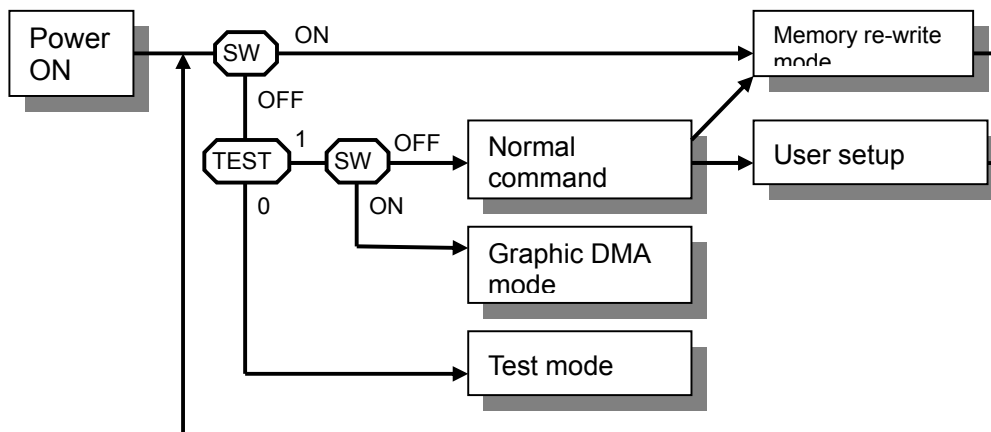 Power
ON
SW
ON
Memory re-write
mode
OFF
TEST
1
SW
OFF
Normal
command
User setup
0
ON
Graphic DMA
mode
Test mode